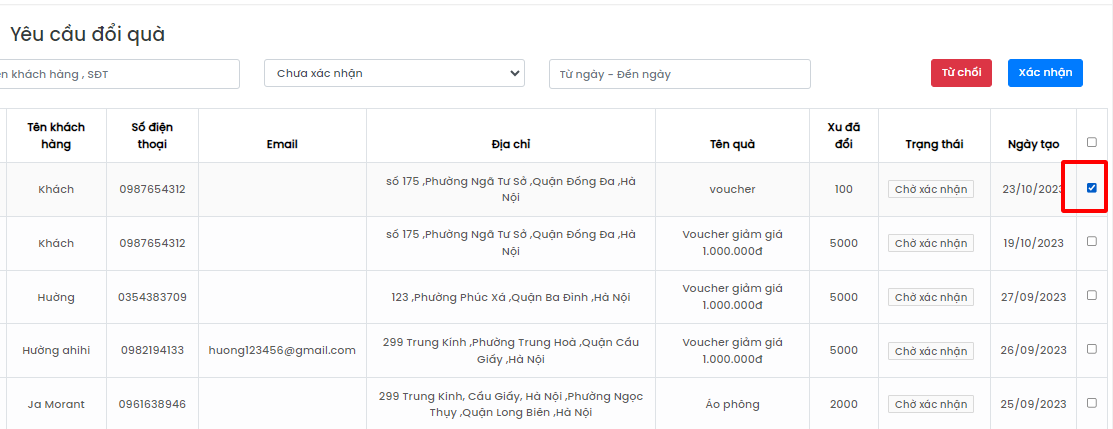 Yêu cầu đổi quà
ên khách hàng , SĐT
Chưa xác nhận
Từ ngày - Đến ngày
Từ chối
Xác nhận
Tên khách
hàng
Số điện
thoại
Email
Địa chỉ
Tên quà
Xu đã
đổi
Trạng thái
Ngày tạo
Khách
0987654312
số 175 ,Phường Ngã Tư Sở ,Quận Đống Đa ,Hà
Nội
voucher
100
Chờ xác nhận
23/10/2023
Khách
0987654312
số 175 ,Phường Ngã Tư Sở ,Quận Đống Đa ,Hà
Nội
Voucher giảm giá
1.000.000đ
5000
Chờ xác nhận
19/10/2023
Hường
0354383709
123 ,Phường Phúc Xá ,Quận Ba Đình ,Hà Nội
Voucher giảm giá
1.000.000đ
5000
Chờ xác nhận
27/09/2023
Hường ahihi
0982194133
huong123456@gmail.com
299 Trung Kính ,Phường Trung Hoà ,Quận Cầu
Giấy ,Hà Nội
Voucher giảm giá
1.000.000đ
5000
Chờ xác nhận
26/09/2023
Ja Morant
0961638946
299 Trung Kính, Cầu Giấy, Hà Nội ,Phường Ngọc
Thụy ,Quận Long Biên ,Hà Nội
Áo phông
2000
Chờ xác nhận
25/09/2023